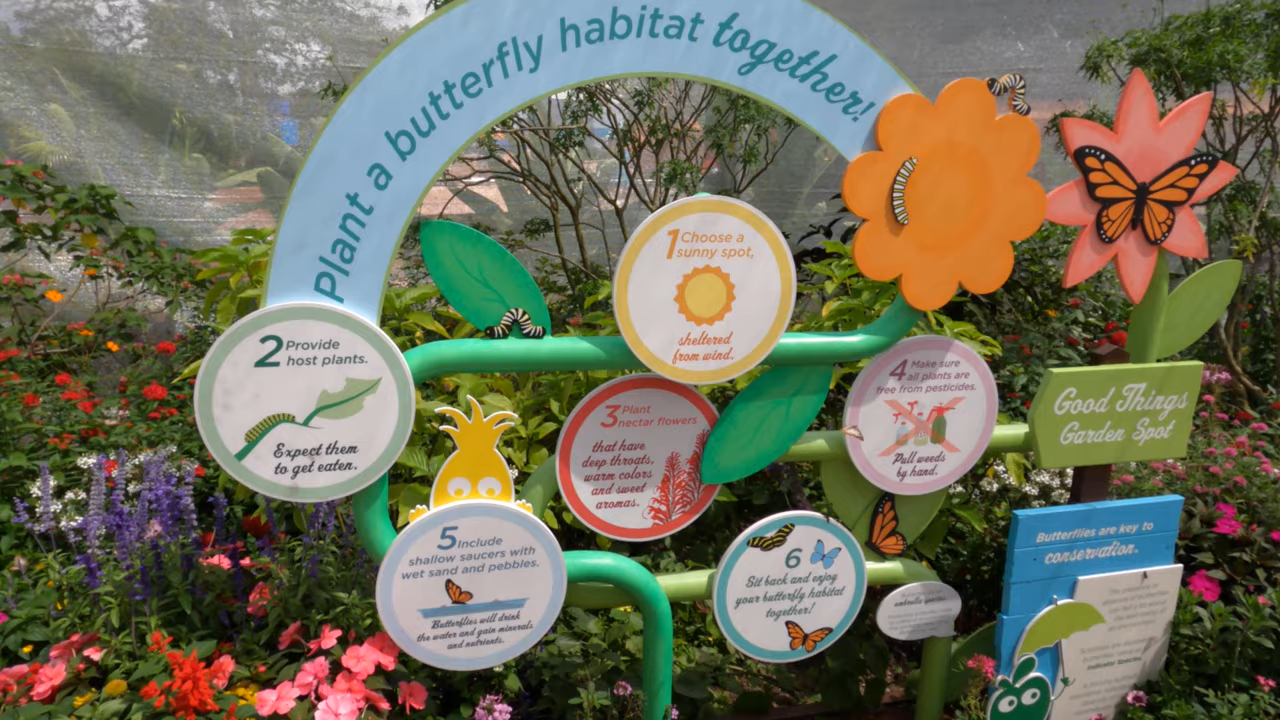 Plant a butterfly habitat together!
1 Choose a
sunny spot,
sheltered
from wind.
2 Provide
host plants.
Expect them
to get eaten.
3 Plant
nectar flowers
that have
deep throats,
warm colors
and sweet
aromas.
4 Make sure
all plants are
free from pesticides.
Pull weeds
by hand.
5 Include
shallow saucers with
wet sand and pebbles.
Butterflies will drink
the water and gain minerals
and nutrients.
6
Sit back and enjoy
your butterfly habitat
together!
Good Things
Garden Spot
Butterflies are key to
conservation.
umbrella species
indicator species